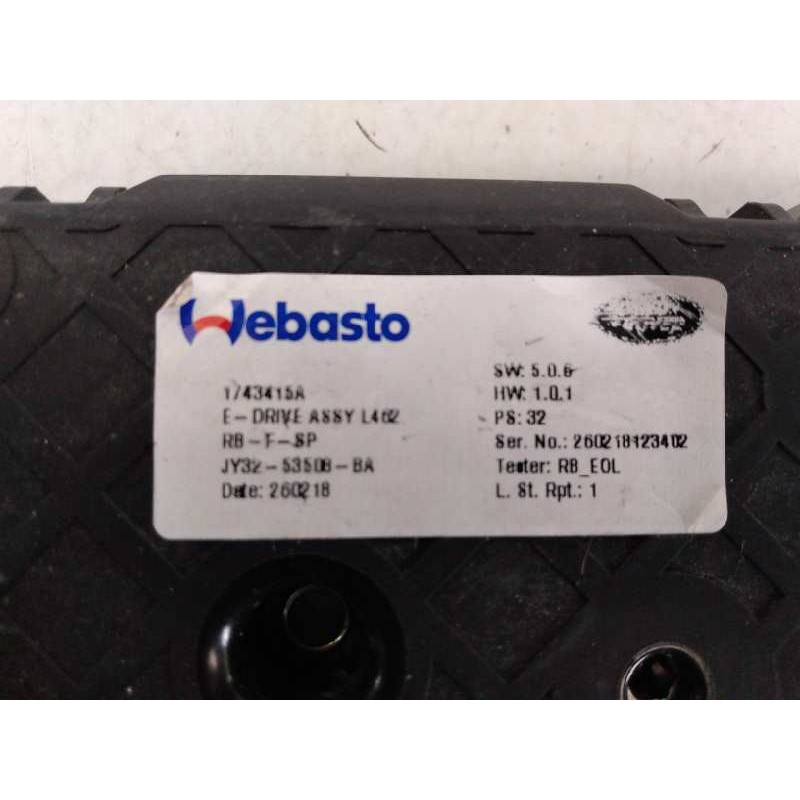 Webasto
1743415A
E-DRIVE ASSY L462
RB-F-SP
JY32-53508-BA
Date: 260218
SW: 5.0.6
HW: 1.0.1
PS: 32
Ser. No.: 260218123402
Tester: RB_EOL
L. St. Rpt.: 1